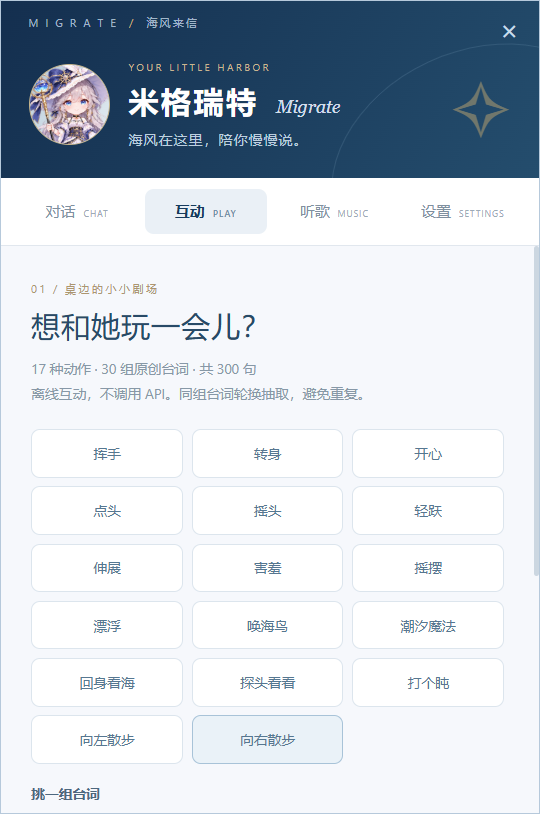 MIGRATE / 海风来信
×
YOUR LITTLE HARBOR
米格瑞特 Migrate
海风在这里，陪你慢慢说。
对话 CHAT 互动 PLAY 听歌 MUSIC 设置 SETTINGS
01 / 桌边的小小剧场
想和她玩一会儿？
17 种动作 · 30 组原创台词 · 共 300 句
离线互动，不调用 API。同组台词轮换抽取，避免重复。
挥手 转身 开心
点头 摇头 轻跃
伸展 害羞 摇摆
漂浮 唤海鸟 潮汐魔法
回身看海 探头看看 打个盹
向左散步 向右散步
挑一组台词